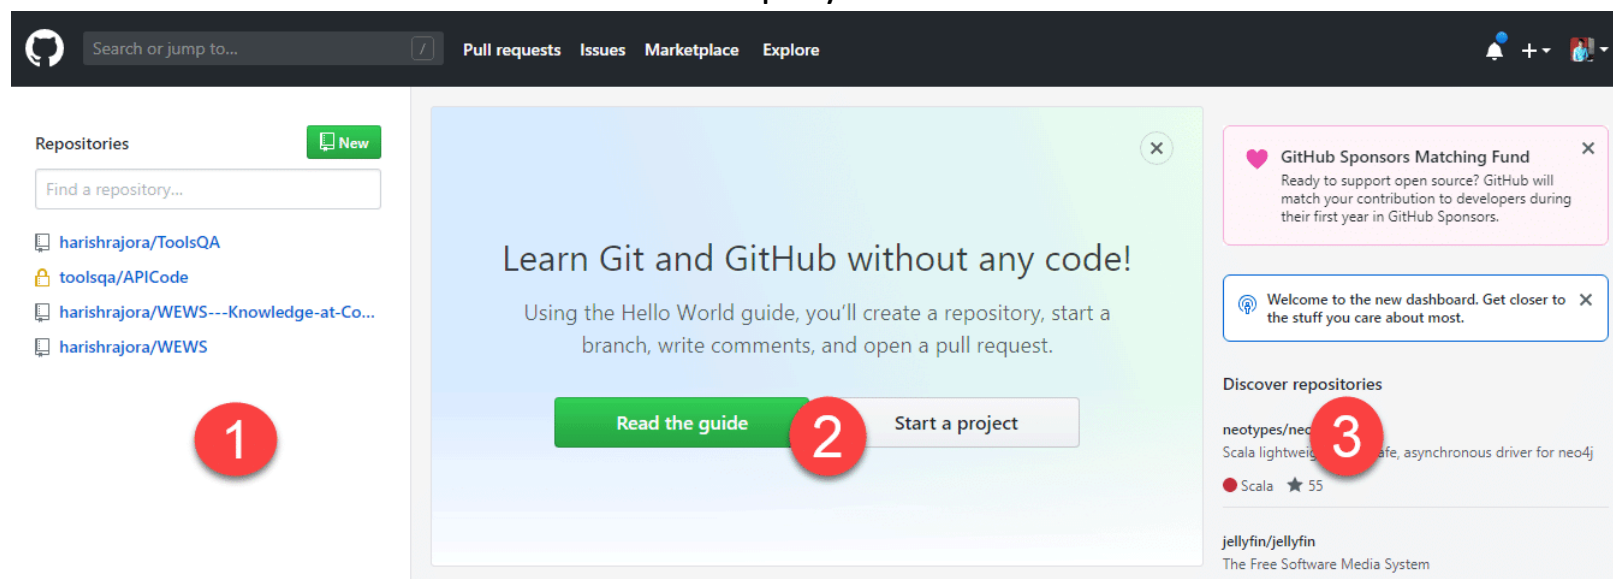 Search or jump to...
/
Pull requests Issues Marketplace Explore
Repositories
New
Find a repository...
harishrajora/ToolsQA
toolsqa/APICode
harishrajora/WEWS---Knowledge-at-Co...
harishrajora/WEWS
1
Learn Git and GitHub without any code!
Using the Hello World guide, you'll create a repository, start a
branch, write comments, and open a pull request.
Read the guide
2
Start a project
GitHub Sponsors Matching Fund
Ready to support open source? GitHub will
match your contribution to developers during
their first year in GitHub Sponsors.
Welcome to the new dashboard. Get closer to
the stuff you care about most.
Discover repositories
3
Scala
asynchronous driver for neo4j
Scala 55
jellyfin/jellyfin
The Free Software Media System